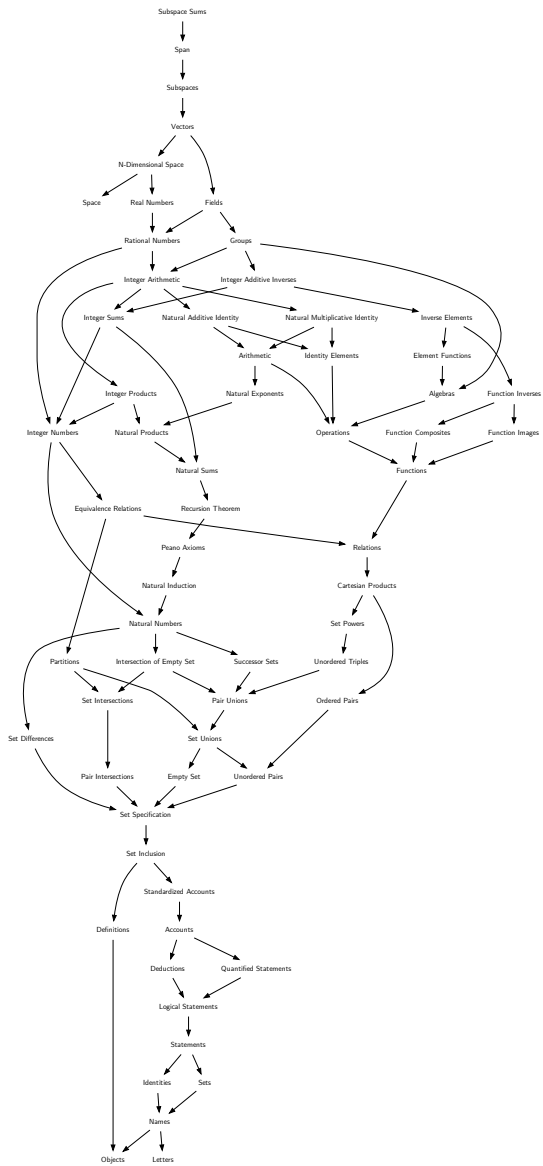 Subspace Sums
Span
Subspaces
Vectors
N-Dimensional Space
Space
Real Numbers
Fields
Rational Numbers
Groups
Integer Arithmetic
Integer Additive Inverses
Integer Sums
Natural Additive Identity
Natural Multiplicative Identity
Inverse Elements
Arithmetic
Identity Elements
Element Functions
Integer Products
Natural Exponents
Algebras
Function Inverses
Integer Numbers
Natural Products
Operations
Function Composites
Function Images
Natural Sums
Functions
Equivalence Relations
Recursion Theorem
Peano Axioms
Relations
Natural Induction
Cartesian Products
Natural Numbers
Set Powers
Partitions
Intersection of Empty Set
Successor Sets
Unordered Triples
Set Intersections
Pair Unions
Ordered Pairs
Set Differences
Set Unions
Pair Intersections
Empty Set
Unordered Pairs
Set Specification
Set Inclusion
Standardized Accounts
Definitions
Accounts
Deductions
Quantified Statements
Logical Statements
Statements
Identities
Sets
Names
Objects
Letters